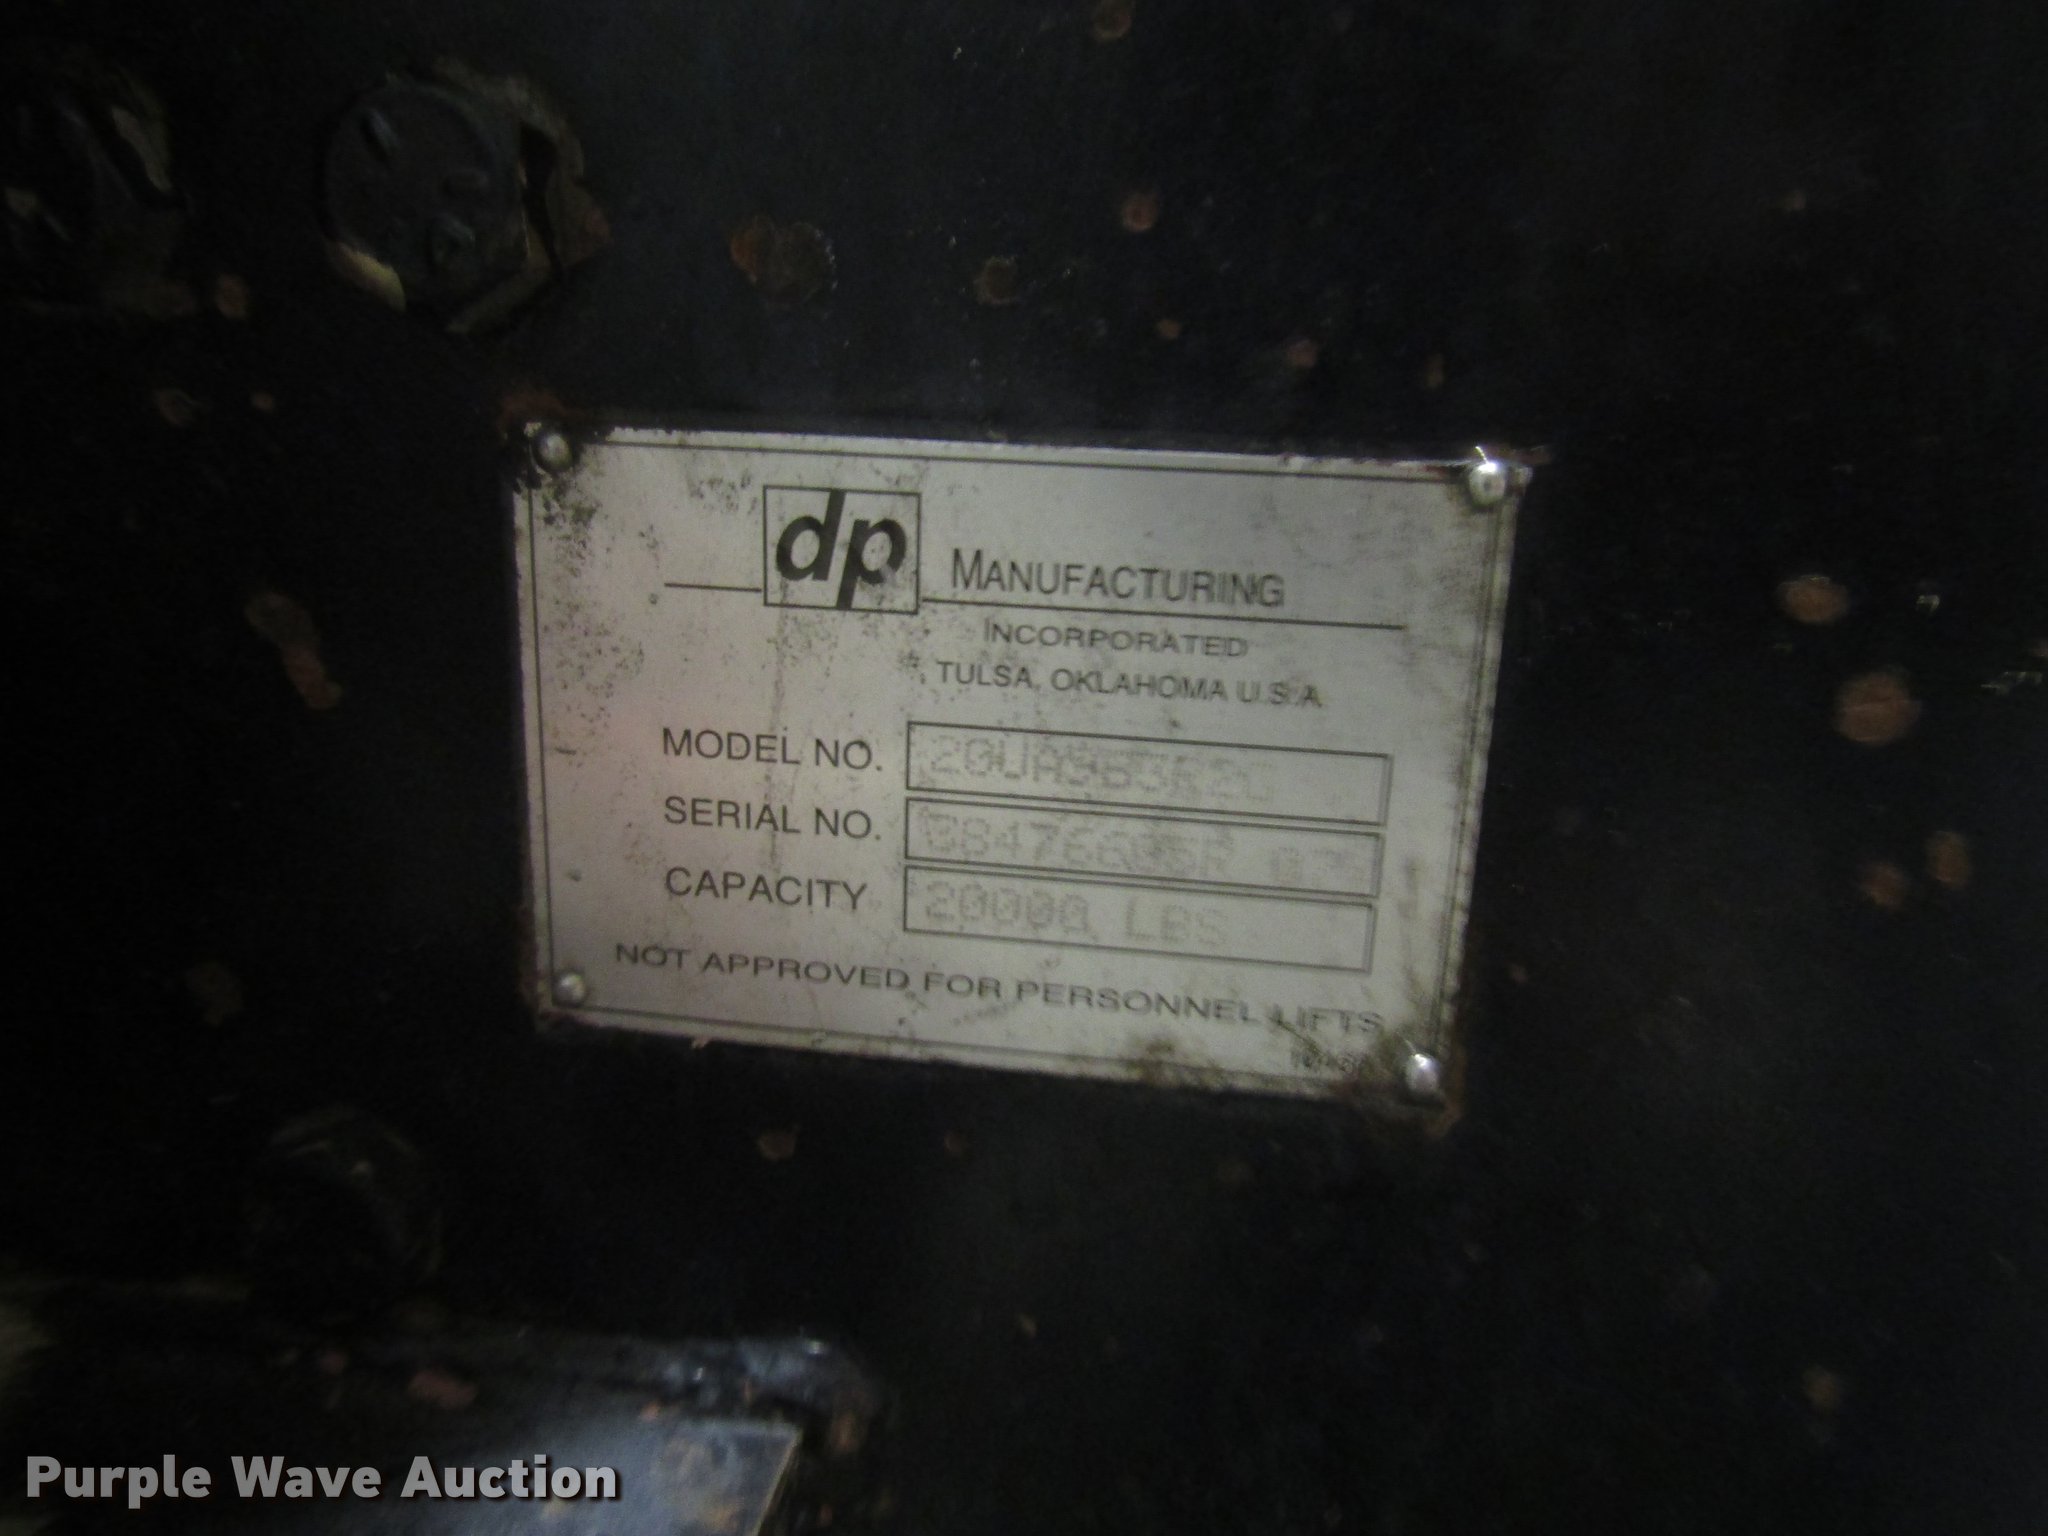 dp MANUFACTURING
INCORPORATED
TULSA, OKLAHOMA U.S.A
MODEL NO.
SERIAL NO.
CAPACITY 20000 LBS
NOT APPROVED FOR PERSONNEL LIFTS
Purple Wave Auction